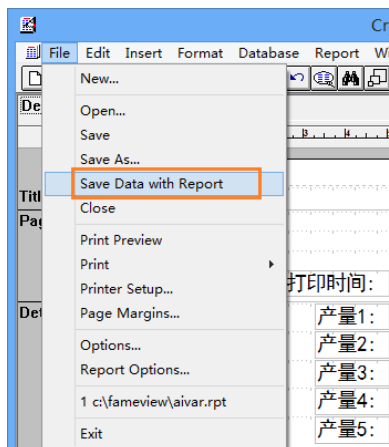 Cr
File Edit Insert Format Database Report Wi
New...
De
Open...
Save
Save As...
Save Data with Report
Titl
Close
Pag
Print Preview
Print
打印时间:
Printer Setup...
Det
Page Margins...
产量1:
Options...
产量2:
Report Options...
产量3:
1 c:\fameview\aivar.rpt
产量4:
Exit
产量5: